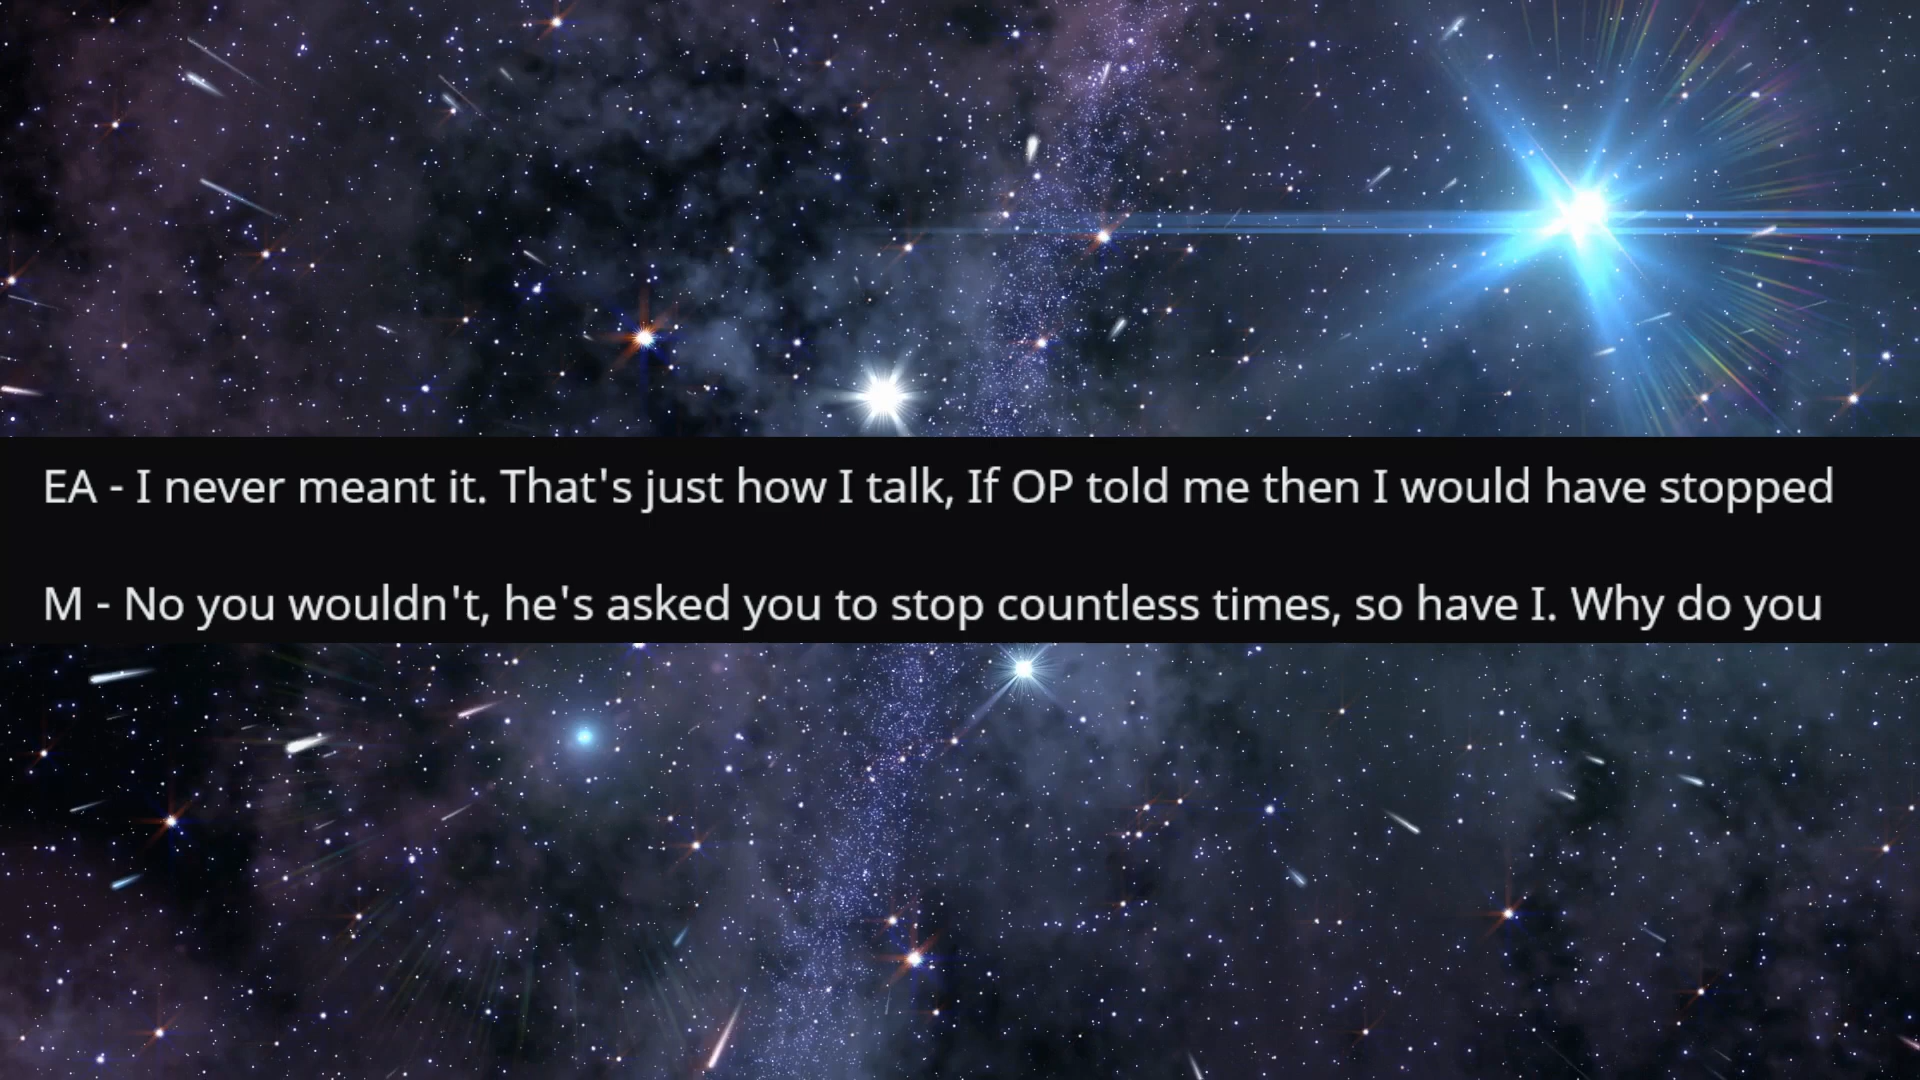 EA - I never meant it. That's just how I talk, If OP told me then I would have stopped
M - No you wouldn't, he's asked you to stop countless times, so have I. Why do you